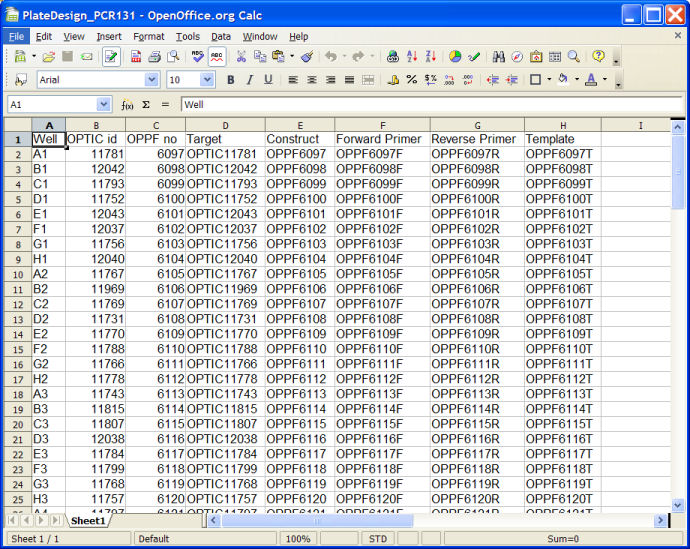 PlateDesign_PCR131 - OpenOffice.org Calc
File Edit View Insert Format Tools Data Window Help
Arial 10 B I U
A1 f(x) Σ = Well
A B C D E F G H I
1 Well OPTIC id OPPF no Target Construct Forward Primer Reverse Primer Template
2 A1 11781 6097 OPTIC11781 OPPF6097 OPPF6097F OPPF6097R OPPF6097T
3 B1 12042 6098 OPTIC12042 OPPF6098 OPPF6098F OPPF6098R OPPF6098T
4 C1 11793 6099 OPTIC11793 OPPF6099 OPPF6099F OPPF6099R OPPF6099T
5 D1 11752 6100 OPTIC11752 OPPF6100 OPPF6100F OPPF6100R OPPF6100T
6 E1 12043 6101 OPTIC12043 OPPF6101 OPPF6101F OPPF6101R OPPF6101T
7 F1 12037 6102 OPTIC12037 OPPF6102 OPPF6102F OPPF6102R OPPF6102T
8 G1 11756 6103 OPTIC11756 OPPF6103 OPPF6103F OPPF6103R OPPF6103T
9 H1 12040 6104 OPTIC12040 OPPF6104 OPPF6104F OPPF6104R OPPF6104T
10 A2 11767 6105 OPTIC11767 OPPF6105 OPPF6105F OPPF6105R OPPF6105T
11 B2 11969 6106 OPTIC11969 OPPF6106 OPPF6106F OPPF6106R OPPF6106T
12 C2 11769 6107 OPTIC11769 OPPF6107 OPPF6107F OPPF6107R OPPF6107T
13 D2 11731 6108 OPTIC11731 OPPF6108 OPPF6108F OPPF6108R OPPF6108T
14 E2 11770 6109 OPTIC11770 OPPF6109 OPPF6109F OPPF6109R OPPF6109T
15 F2 11788 6110 OPTIC11788 OPPF6110 OPPF6110F OPPF6110R OPPF6110T
16 G2 11766 6111 OPTIC11766 OPPF6111 OPPF6111F OPPF6111R OPPF6111T
17 H2 11778 6112 OPTIC11778 OPPF6112 OPPF6112F OPPF6112R OPPF6112T
18 A3 11743 6113 OPTIC11743 OPPF6113 OPPF6113F OPPF6113R OPPF6113T
19 B3 11815 6114 OPTIC11815 OPPF6114 OPPF6114F OPPF6114R OPPF6114T
20 C3 11807 6115 OPTIC11807 OPPF6115 OPPF6115F OPPF6115R OPPF6115T
21 D3 12038 6116 OPTIC12038 OPPF6116 OPPF6116F OPPF6116R OPPF6116T
22 E3 11784 6117 OPTIC11784 OPPF6117 OPPF6117F OPPF6117R OPPF6117T
23 F3 11799 6118 OPTIC11799 OPPF6118 OPPF6118F OPPF6118R OPPF6118T
24 G3 11768 6119 OPTIC11768 OPPF6119 OPPF6119F OPPF6119R OPPF6119T
25 H3 11757 6120 OPTIC11757 OPPF6120 OPPF6120F OPPF6120R OPPF6120T
Sheet1
Sheet 1 / 1 Default 100% STD Sum=0